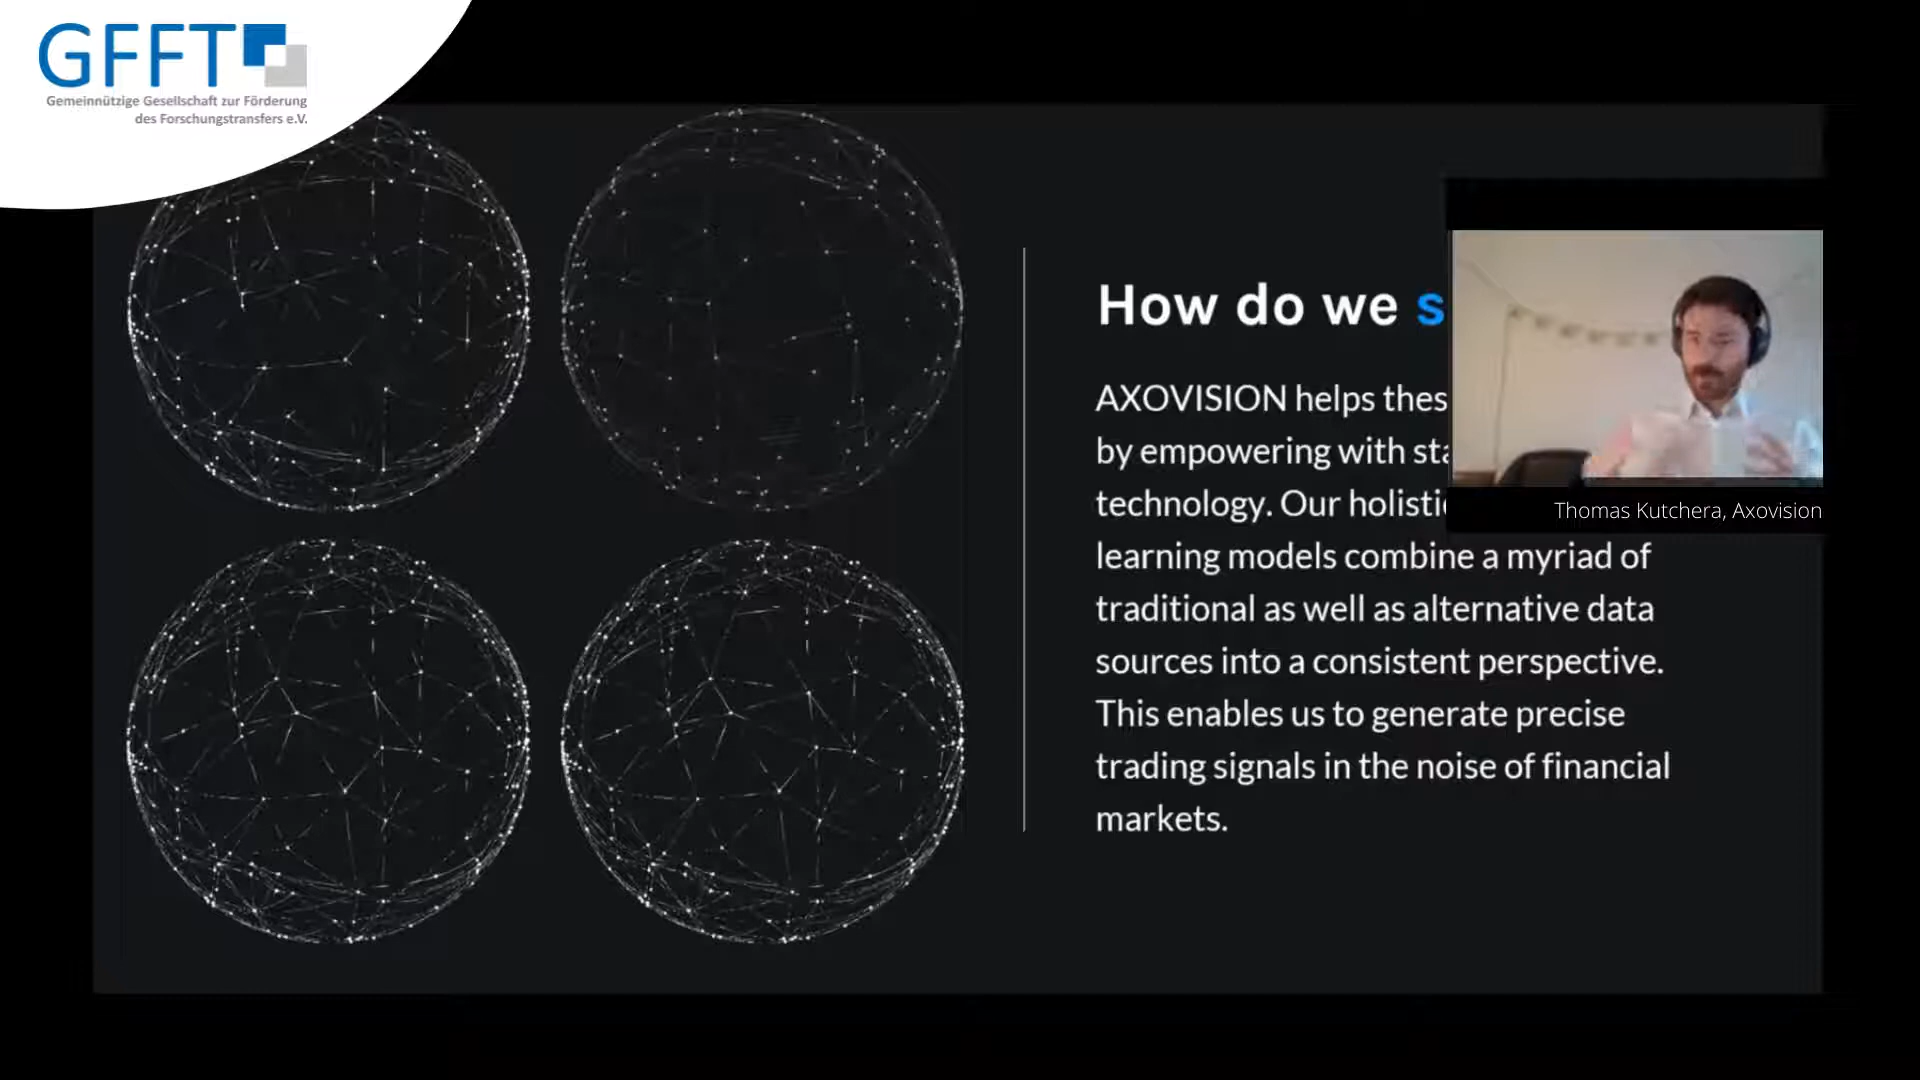 GFFT
Gemeinnützige Gesellschaft zur Förderung
des Forschungstransfers e.V.
How do we s
AXOVISION helps thes
by empowering with sta
technology. Our holisti
Thomas Kutchera, Axovision
learning models combine a myriad of
traditional as well as alternative data
sources into a consistent perspective.
This enables us to generate precise
trading signals in the noise of financial
markets.